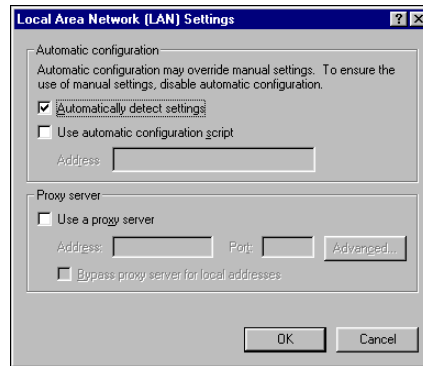 Local Area Network (LAN) Settings
Automatic configuration
Automatic configuration may override manual settings. To ensure the
use of manual settings, disable automatic configuration.
Automatically detect settings
Use automatic configuration script
Address
Proxy server
Use a proxy server
Address: Port: Advanced...
Bypass proxy server for local addresses
OK Cancel